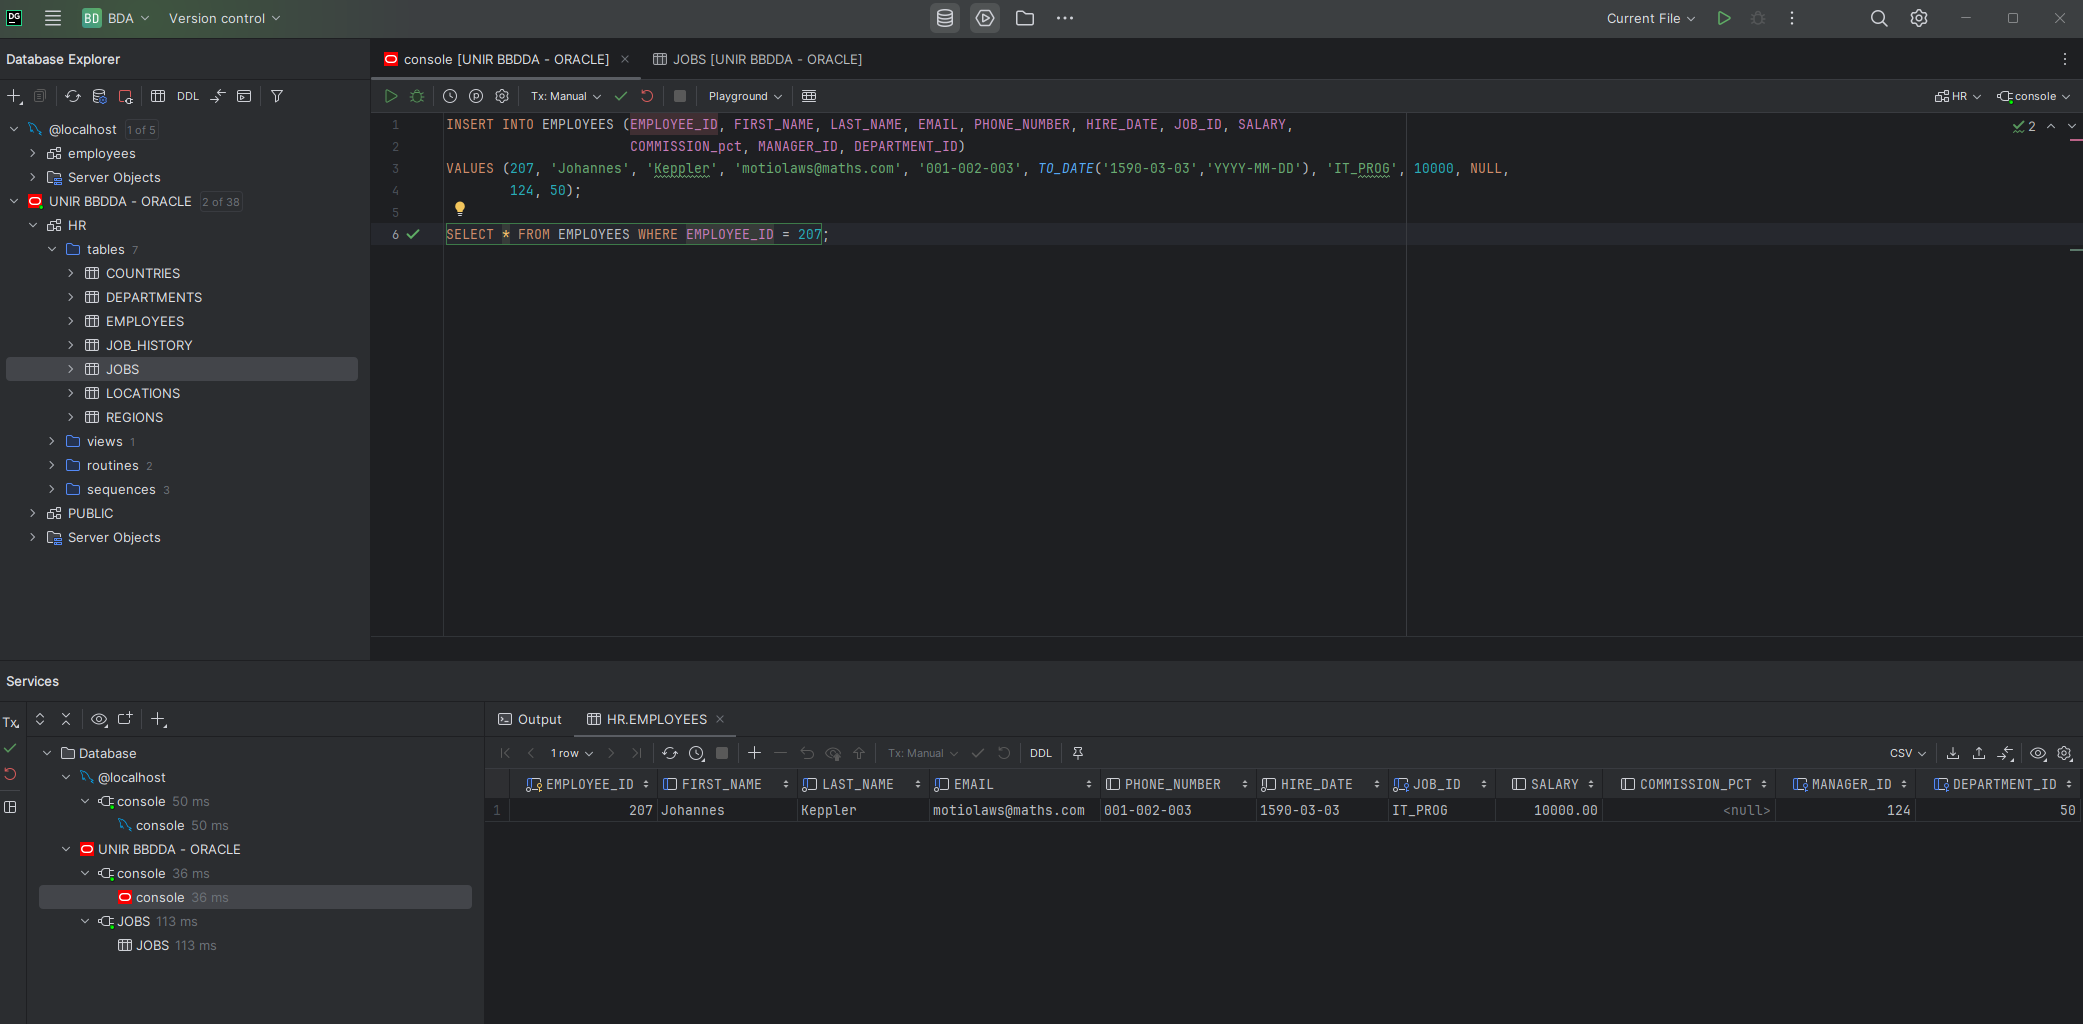 DG BD BDA Version control Current File
Database Explorer
console [UNIR BBDDA - ORACLE] JOBS [UNIR BBDDA - ORACLE]
DDL Tx: Manual Playground HR console
@localhost 1 of 5
employees
Server Objects
UNIR BBDDA - ORACLE 2 of 38
HR
tables 7
COUNTRIES
DEPARTMENTS
EMPLOYEES
JOB_HISTORY
JOBS
LOCATIONS
REGIONS
views 1
routines 2
sequences 3
PUBLIC
Server Objects
1 INSERT INTO EMPLOYEES (EMPLOYEE_ID, FIRST_NAME, LAST_NAME, EMAIL, PHONE_NUMBER, HIRE_DATE, JOB_ID, SALARY, 2
2 COMMISSION_pct, MANAGER_ID, DEPARTMENT_ID)
3 VALUES (207, 'Johannes', 'Keppler', 'motiolaws@maths.com', '001-002-003', TO_DATE('1590-03-03','YYYY-MM-DD'), 'IT_PROG', 10000, NULL,
4 124, 50);
5
6 SELECT * FROM EMPLOYEES WHERE EMPLOYEE_ID = 207;
Services
Tx
Database
@localhost
console 50 ms
console 50 ms
UNIR BBDDA - ORACLE
console 36 ms
console 36 ms
JOBS 113 ms
JOBS 113 ms
Output HR.EMPLOYEES
1 row Tx: Manual DDL CSV
EMPLOYEE_ID FIRST_NAME LAST_NAME EMAIL PHONE_NUMBER HIRE_DATE JOB_ID SALARY COMMISSION_PCT MANAGER_ID DEPARTMENT_ID
1 207 Johannes Keppler motiolaws@maths.com 001-002-003 1590-03-03 IT_PROG 10000.00 <null> 124 50